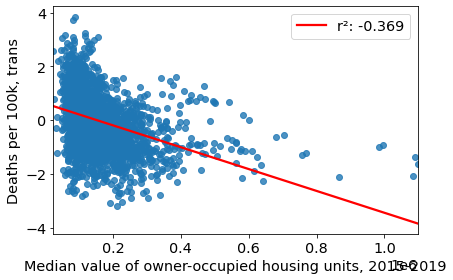 4
r²: -0.369
2
0
−2
−4
Deaths per 100k, trans
0.2 0.4 0.6 0.8 1.0
1e6
Median value of owner-occupied housing units, 2015-2019